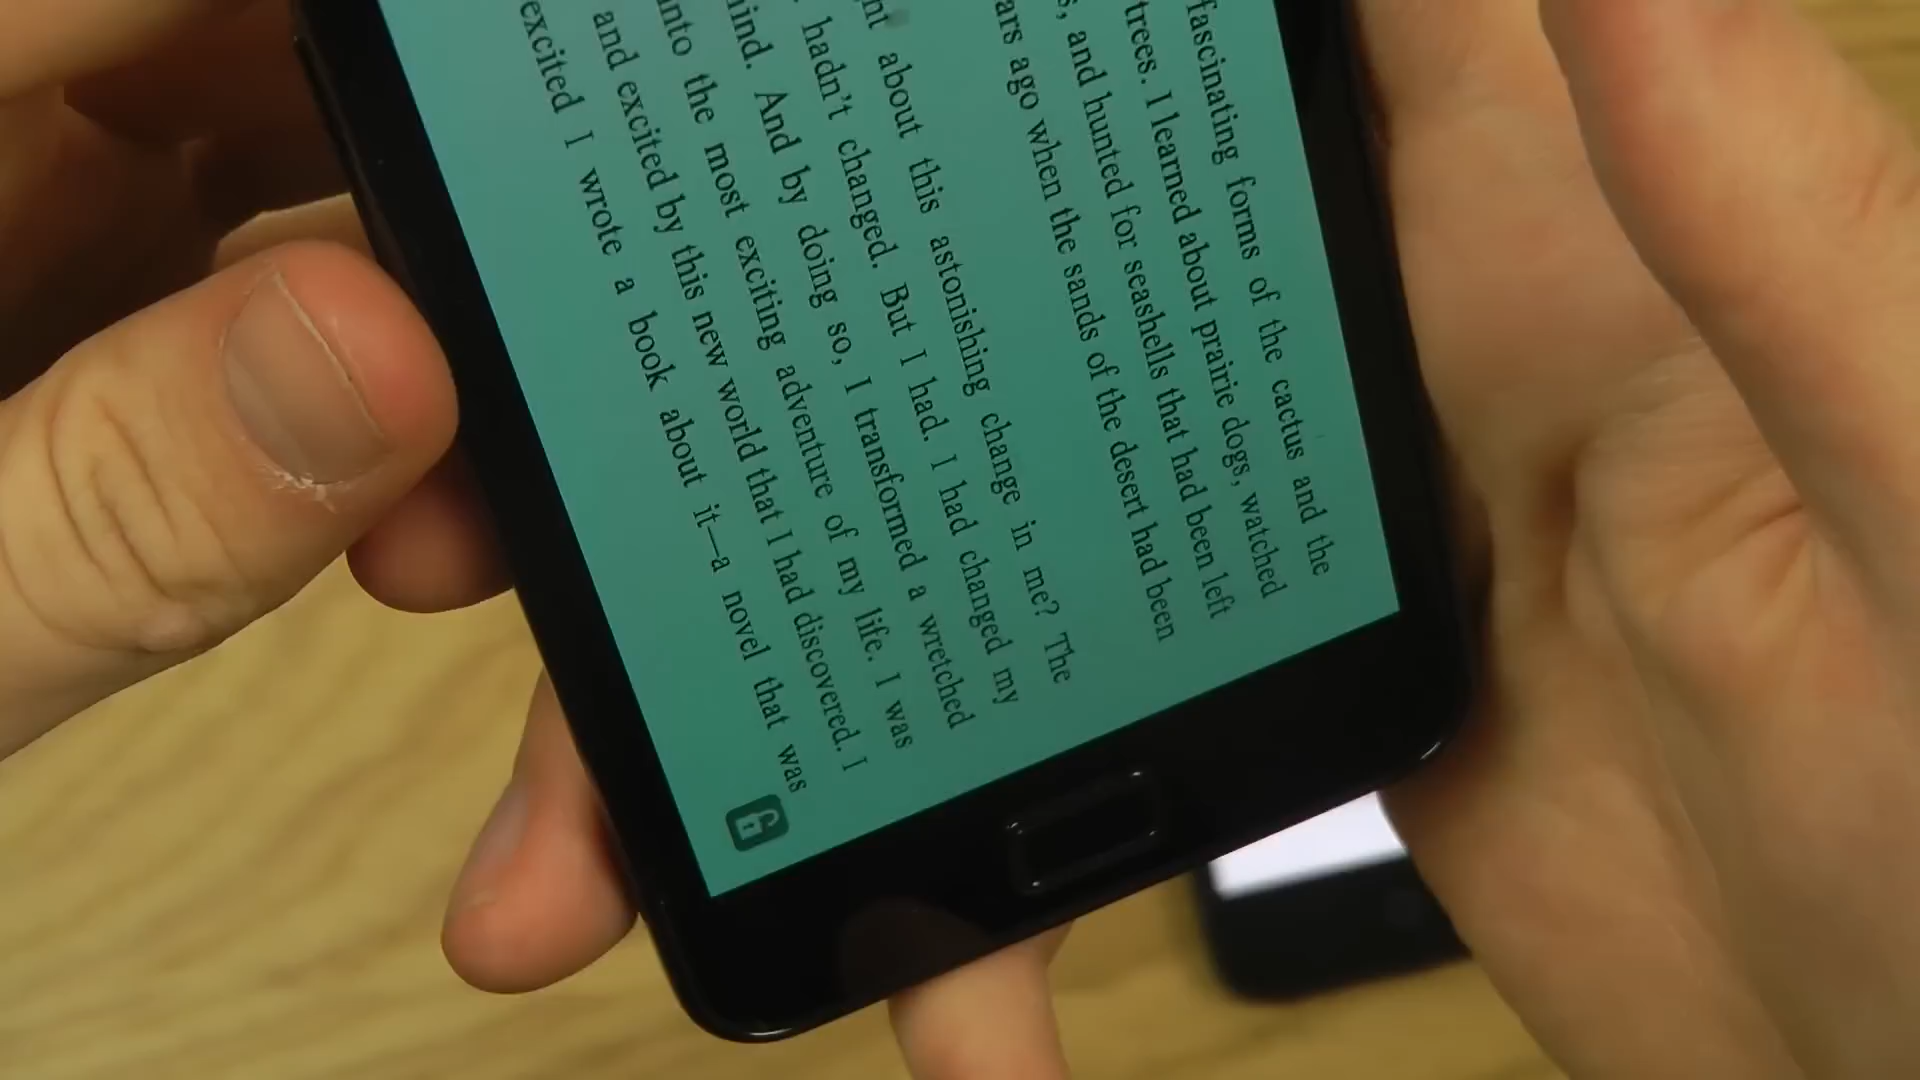 fascinating forms of the cactus and the
trees. I learned about prairie dogs, watched
and hunted for seashells that had been left
ago when the sands of the desert had been
about this astonishing change in me? The
hadn't changed. But I had. I had changed my
And by doing so, I transformed a wretched
the most exciting adventure of my life. I was
and excited by this new world that I had discovered. I
excited I wrote a book about it—a novel that was